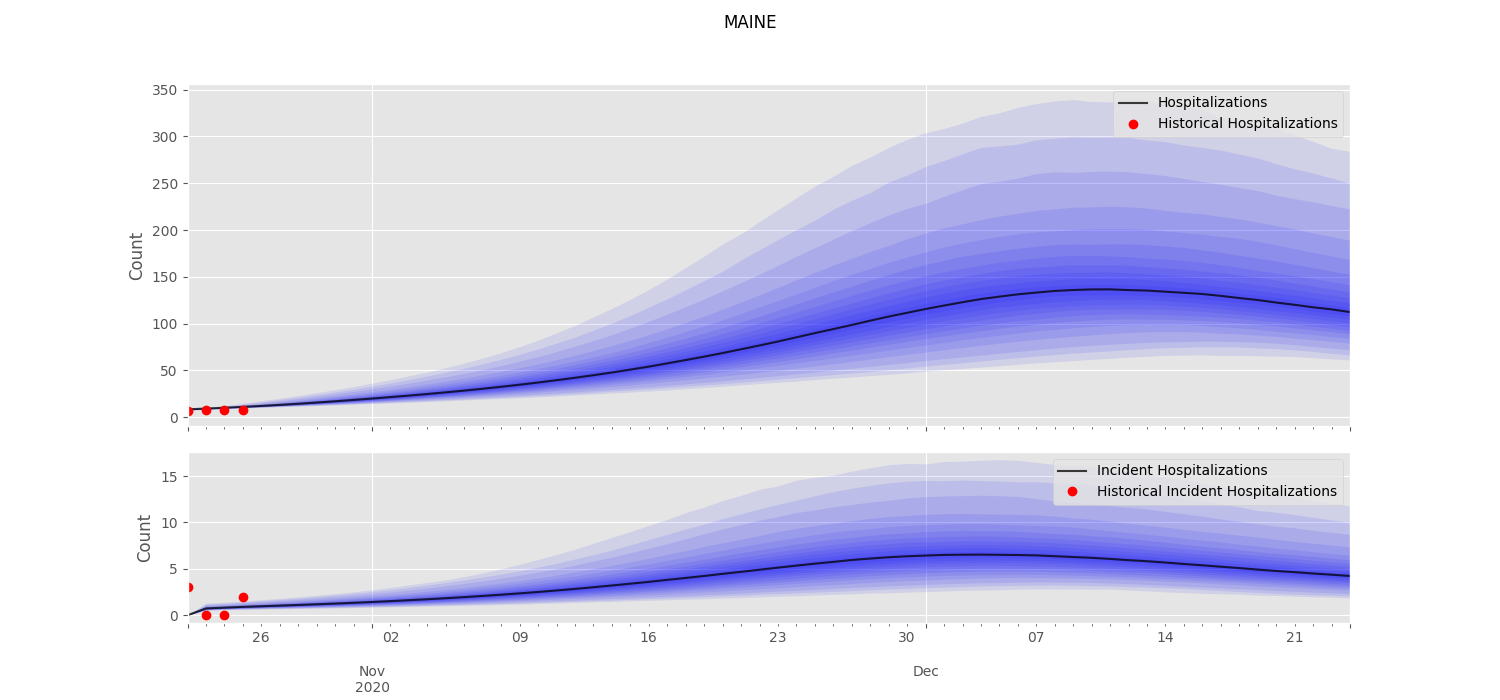 MAINE
350
300
250
200
150
100
50
0
Count
Hospitalizations
Historical Hospitalizations
15
10
5
0
Count
Incident Hospitalizations
Historical Incident Hospitalizations
26 02 09 16 23 30 07 14 21
Nov Dec
2020